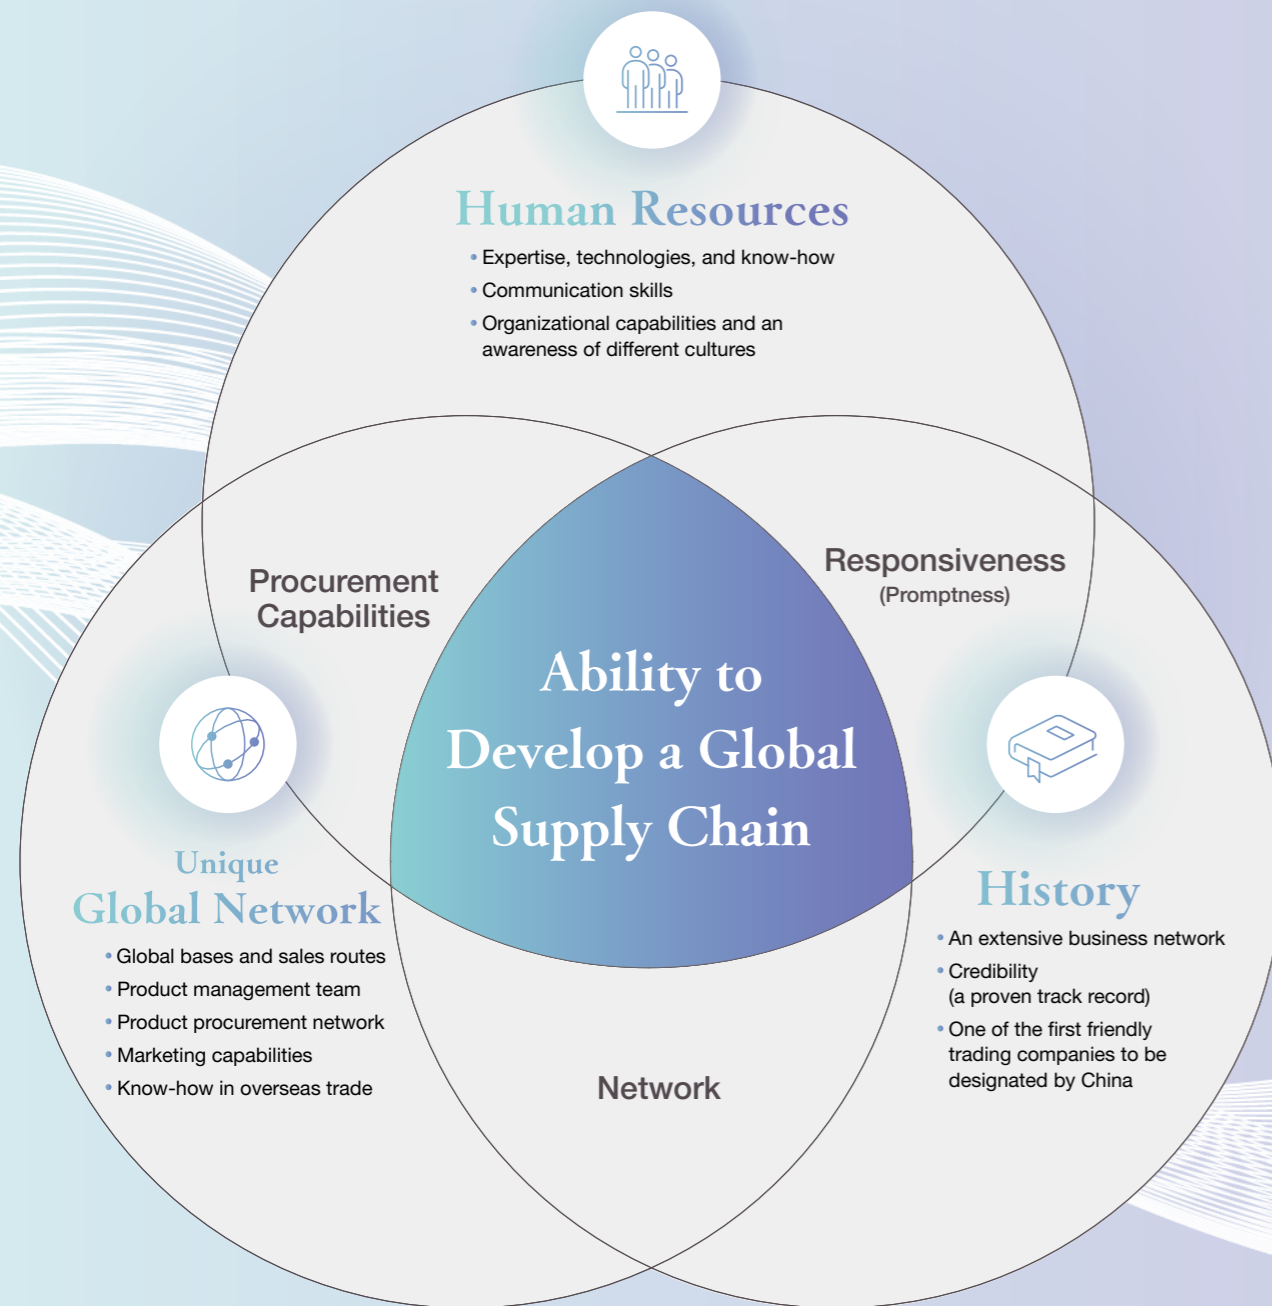 Human Resources
• Expertise, technologies, and know-how
• Communication skills
• Organizational capabilities and an
awareness of different cultures
Procurement
Capabilities
Responsiveness
(Promptness)
Ability to
Develop a Global
Supply Chain
Unique
Global Network
• Global bases and sales routes
• Product management team
• Product procurement network
• Marketing capabilities
• Know-how in overseas trade
History
• An extensive business network
• Credibility
(a proven track record)
• One of the first friendly
trading companies to be
designated by China
Network